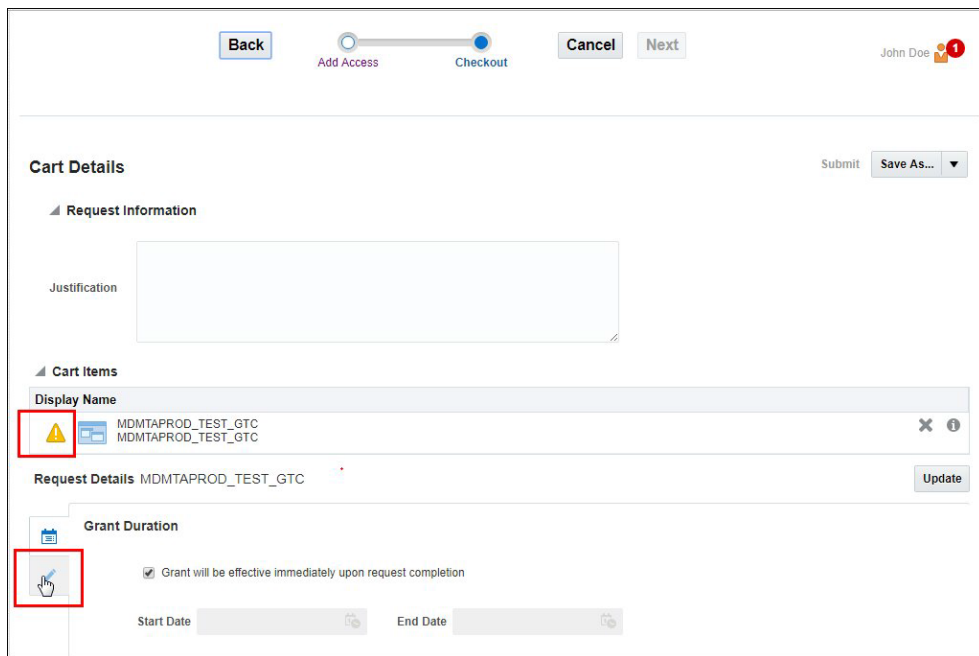 Back
Add Access
Checkout
Cancel
Next
John Doe
1
Cart Details
Submit
Save As...
Request Information
Justification
Cart Items
Display Name
MDMTAPROD_TEST_GTC
MDMTAPROD_TEST_GTC
Request Details MDMTAPROD_TEST_GTC
Update
Grant Duration
Grant will be effective immediately upon request completion
Start Date
End Date